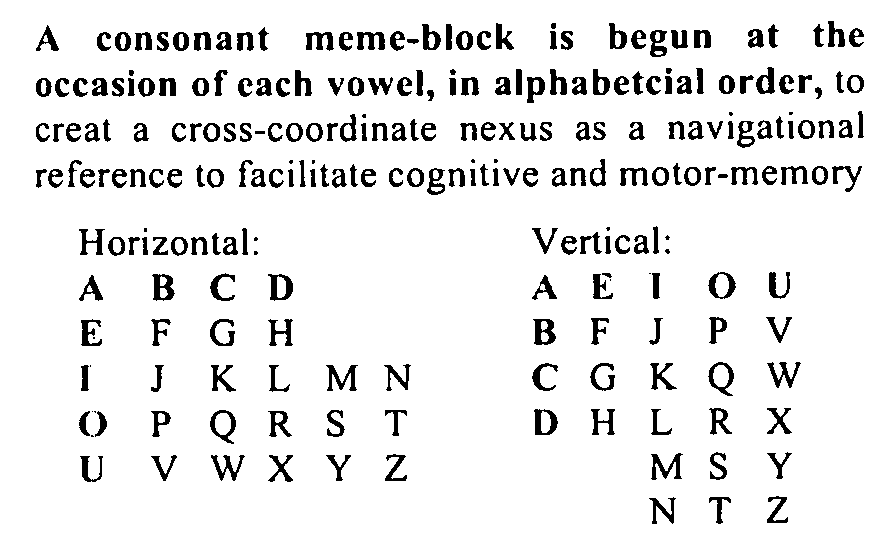 A consonant meme-block is begun at the
occasion of each vowel, in alphabetcial order, to
creat a cross-coordinate nexus as a navigational
reference to facilitate cognitive and motor-memory
Horizontal:
A B C D
E F G H
I J K L M N
O P Q R S T
U V W X Y Z
Vertical:
A E I O U
B F J P V
C G K Q W
D H L R X
M S Y
N T Z